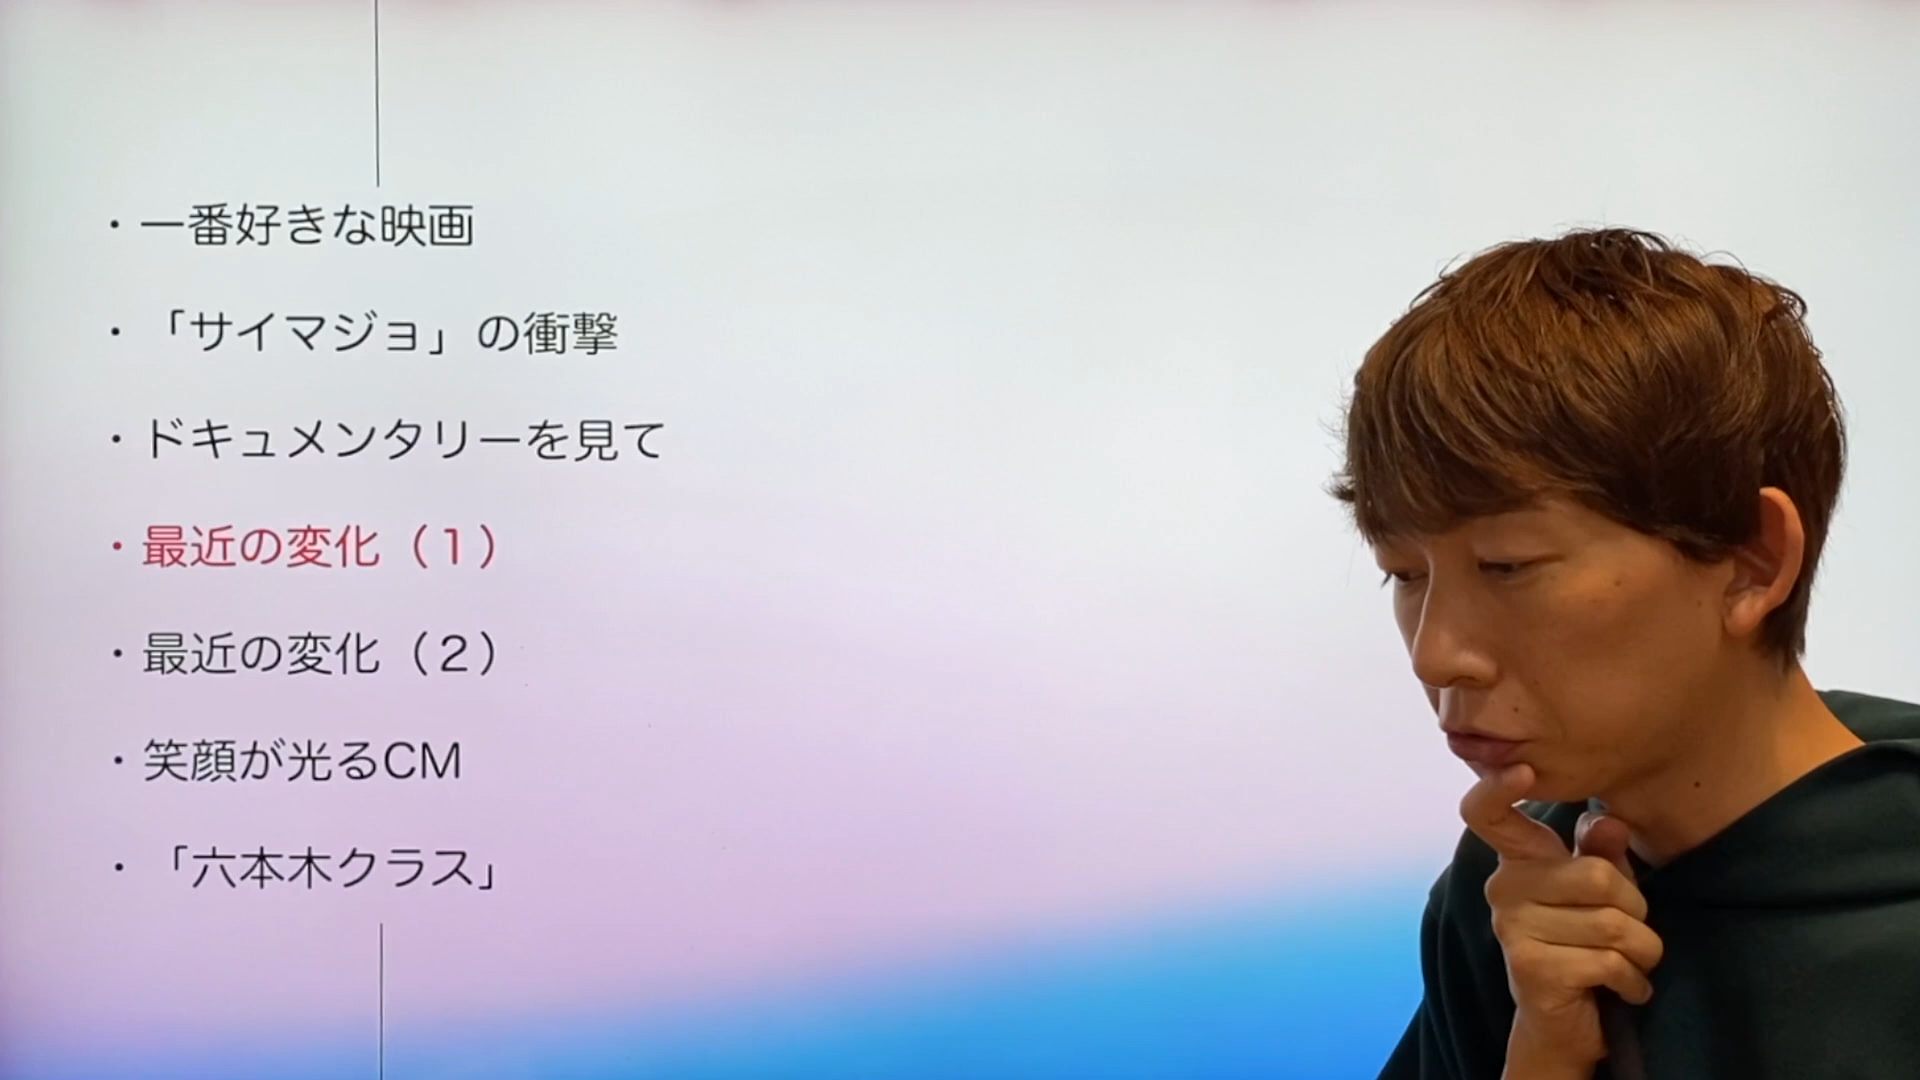 ・一番好きな映画
・「サイマジョ」の衝撃
・ドキュメンタリーを見て
・最近の変化（１）
・最近の変化（２）
・笑顔が光るCM
・「六本木クラス」